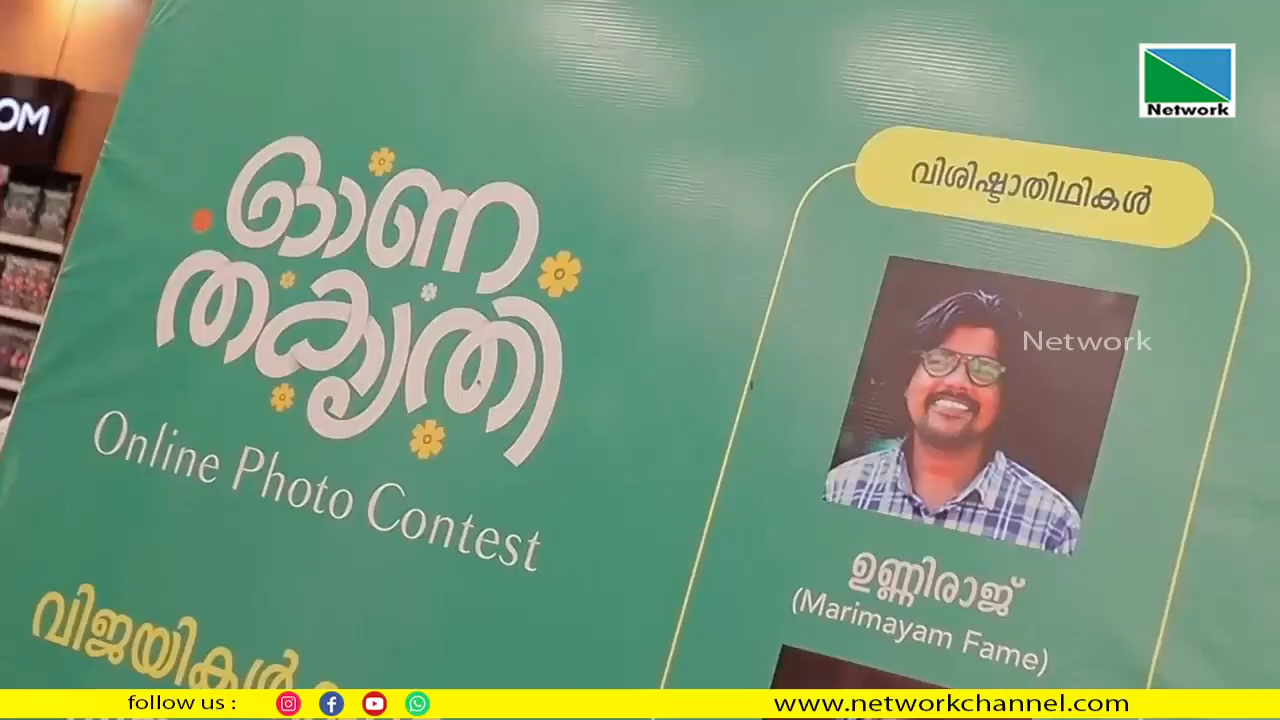 OM
Network
ഓണ
തക്യതി
Online Photo Contest
വിജയികൾ
വിശിഷ്ടാതിഥികൾ
Network
ഉണ്ണിരാജ്
(Marimayam Fame)
follow us :
www.networkchannel.com